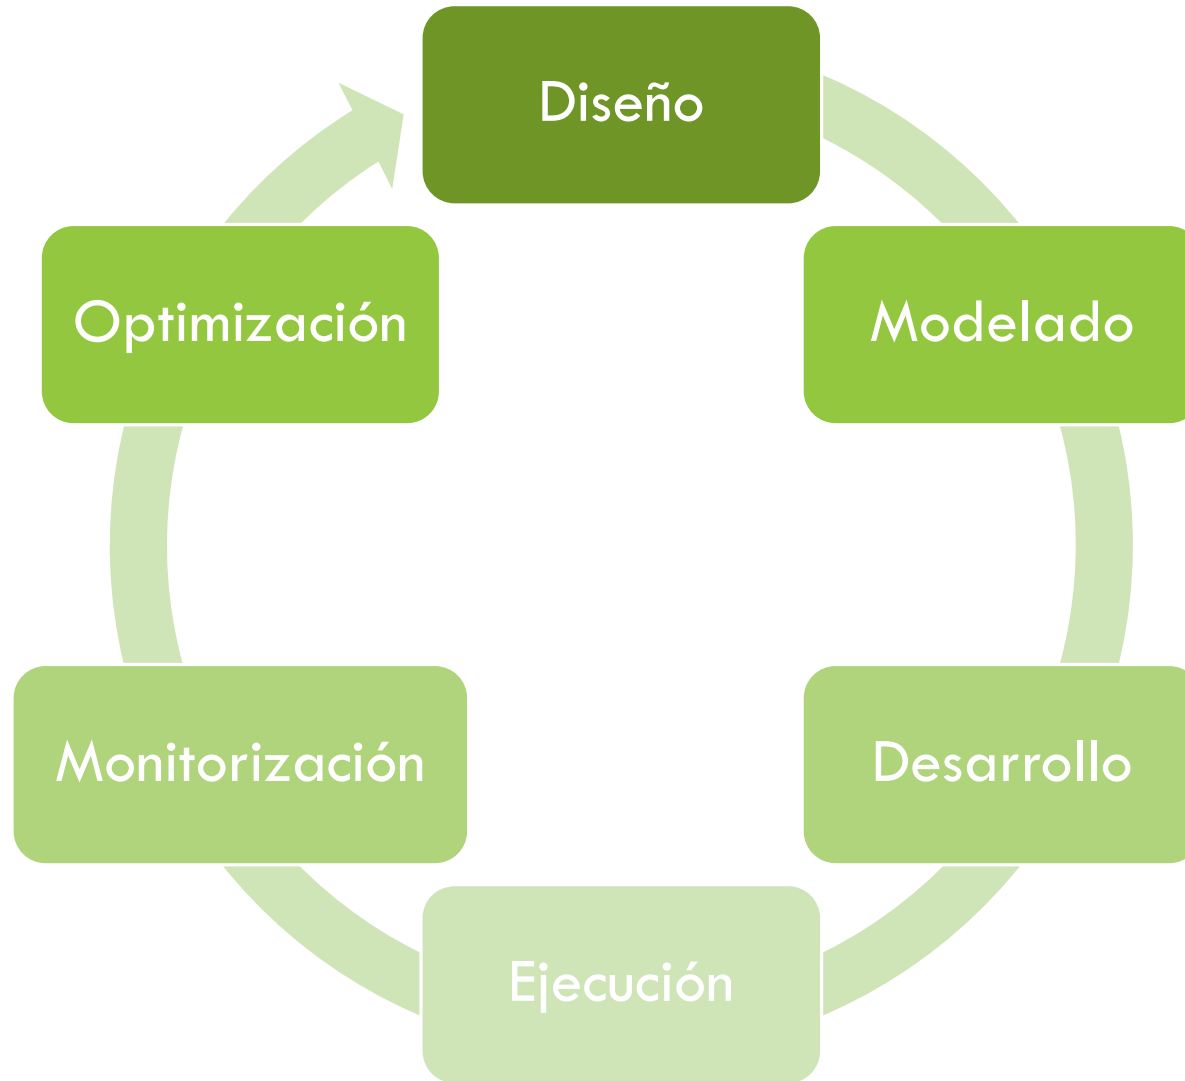 Diseño
Modelado
Desarrollo
Ejecución
Monitorización
Optimización